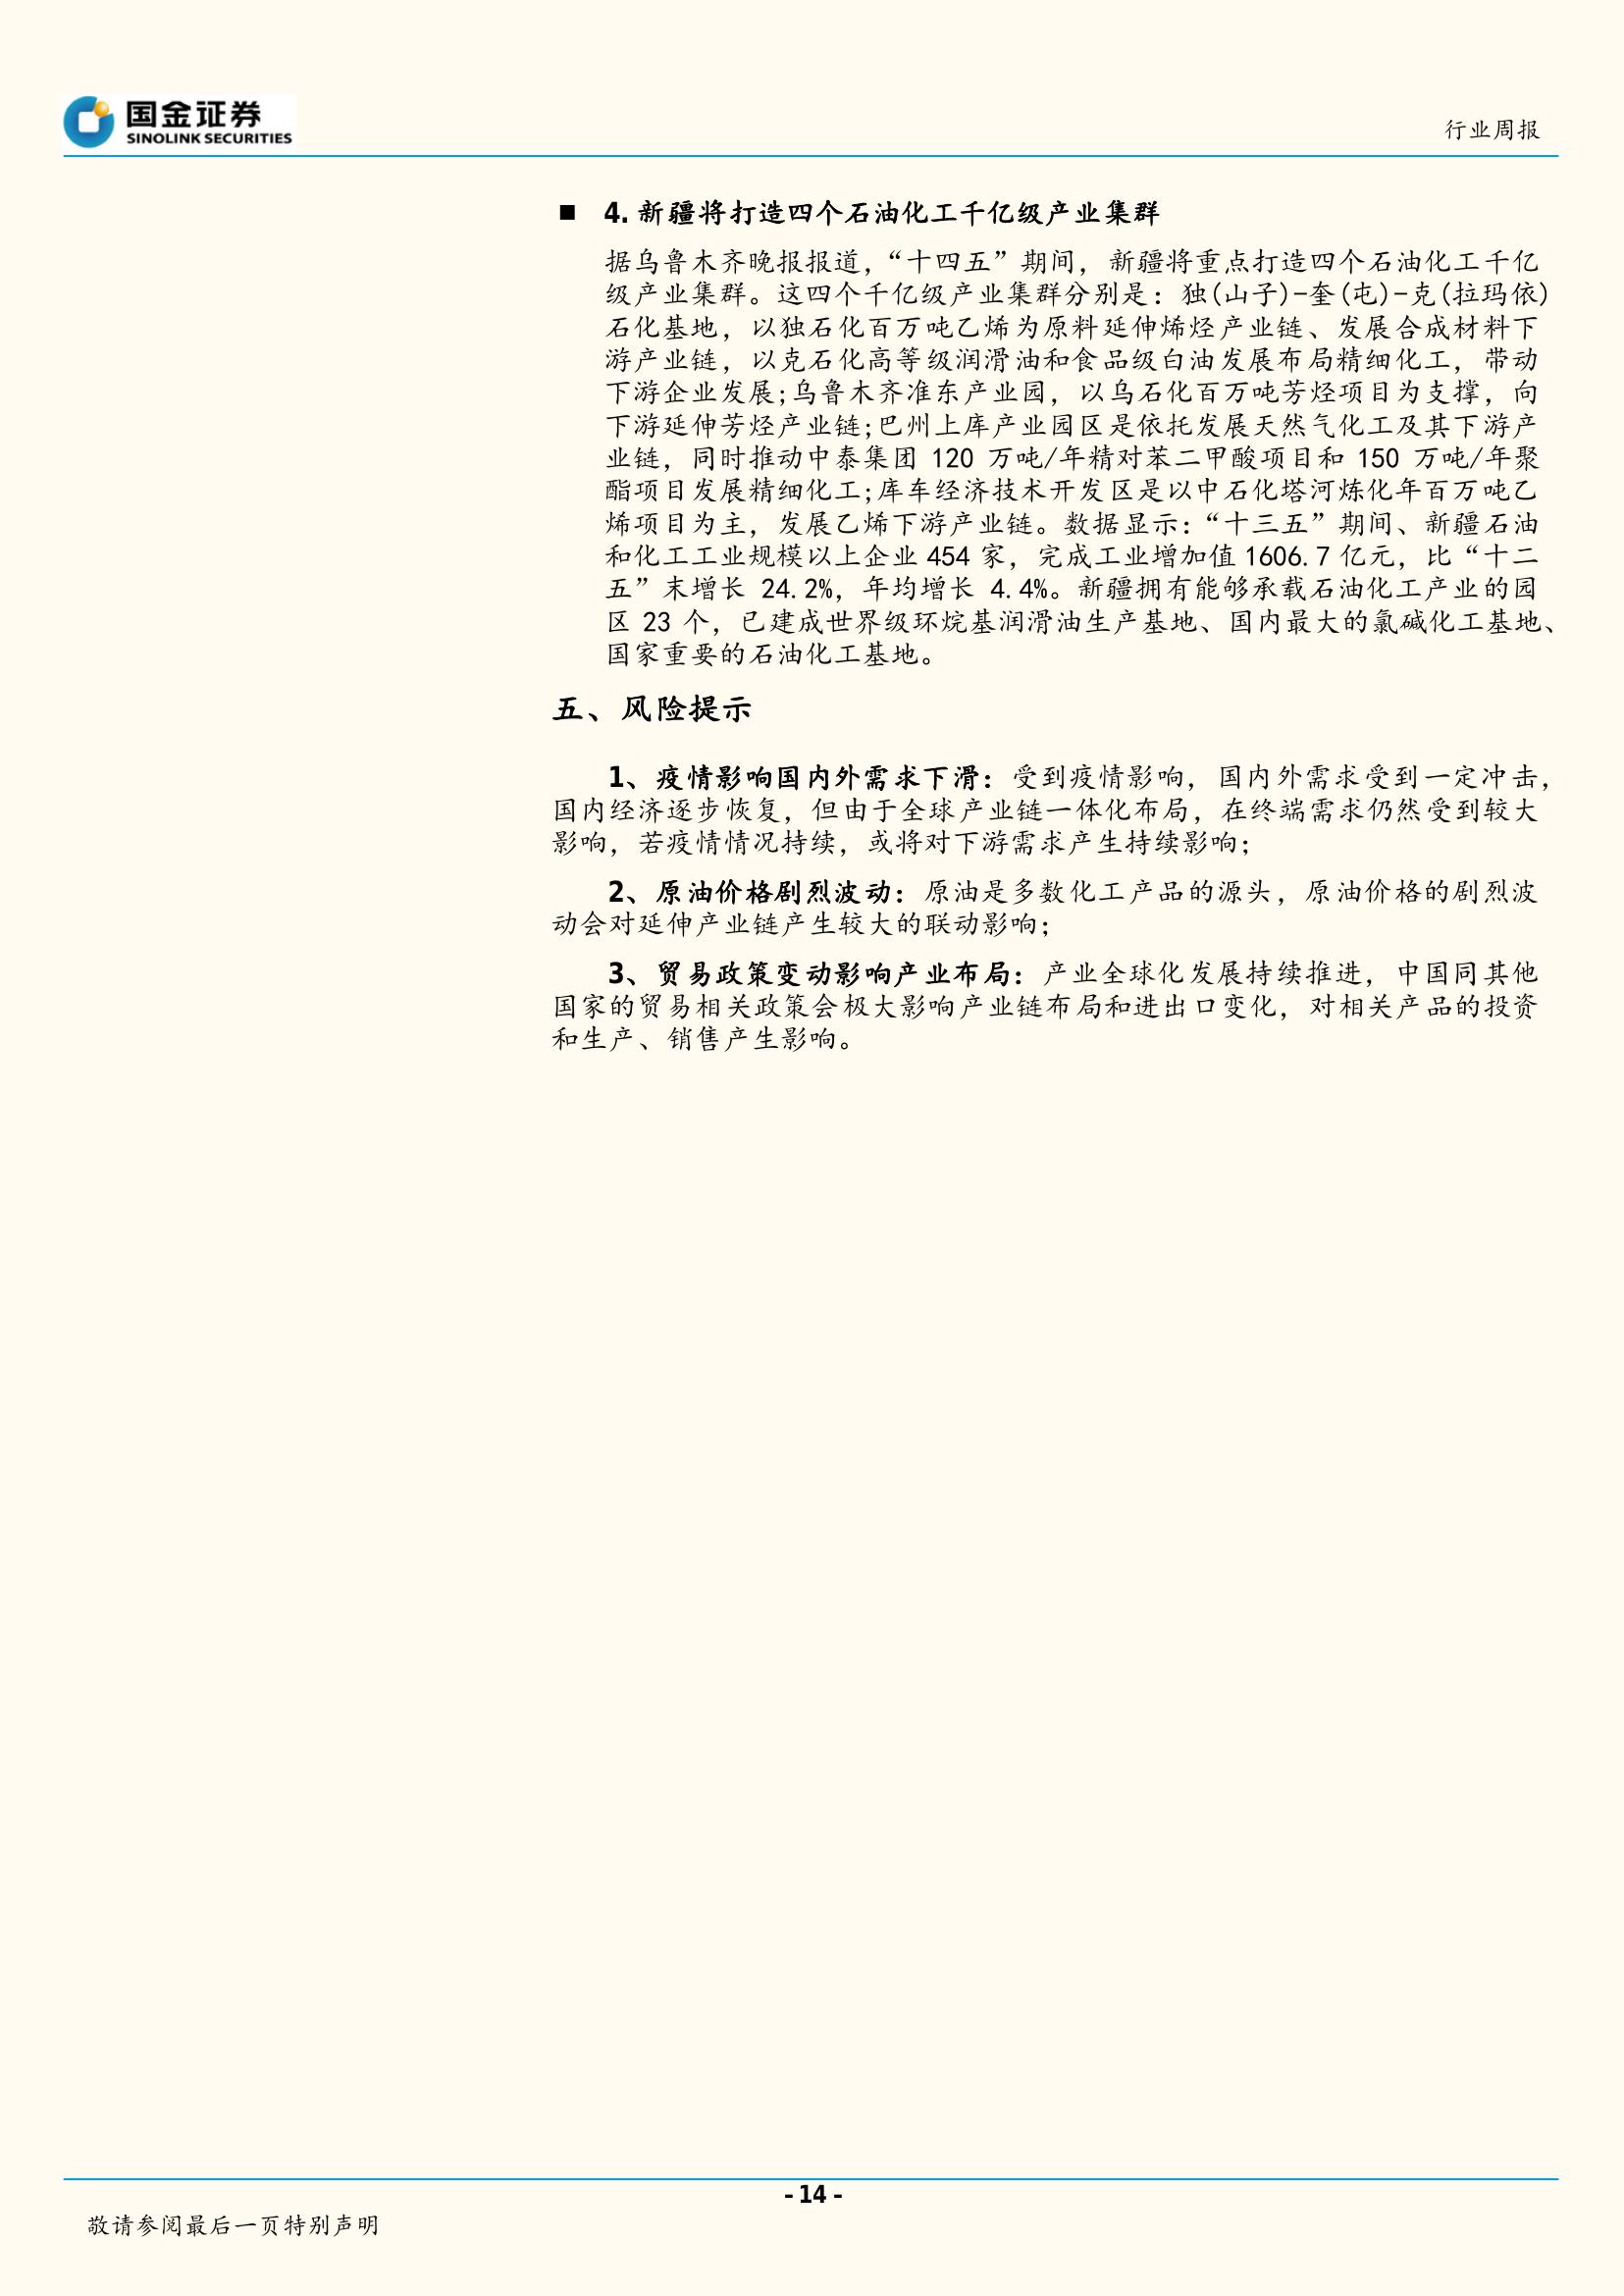 国金证券
SINOLINK SECURITIES
行业周报
■ 4.新疆将打造四个石油化工千亿级产业集群
据乌鲁木齐晚报报道，“十四五”期间，新疆将重点打造四个石油化工千亿
级产业集群。这四个千亿级产业集群分别是：独(山子)-奎(屯)-克(拉玛依)
石化基地，以独石化百万吨乙烯为原料延伸烯烃产业链、发展合成材料下
游产业链，以克石化高等级润滑油和食品级白油发展布局精细化工，带动
下游企业发展;乌鲁木齐准东产业园，以乌石化百万吨芳烃项目为支撑，向
下游延伸芳烃产业链;巴州上库产业园区是依托发展天然气化工及其下游产
业链，同时推动中泰集团 120 万吨/年精对苯二甲酸项目和 150 万吨/年聚
酯项目发展精细化工;库车经济技术开发区是以中石化塔河炼化年百万吨乙
烯项目为主，发展乙烯下游产业链。数据显示:“十三五”期间、新疆石油
和化工工业规模以上企业 454 家，完成工业增加值 1606.7 亿元，比“十二
五”末增长 24.2%，年均增长 4.4%。新疆拥有能够承载石油化工产业的园
区 23 个，已建成世界级环烷基润滑油生产基地、国内最大的氯碱化工基地、
国家重要的石油化工基地。
五、风险提示
1、疫情影响国内外需求下滑：受到疫情影响，国内外需求受到一定冲击，
国内经济逐步恢复，但由于全球产业链一体化布局，在终端需求仍然受到较大
影响，若疫情情况持续，或将对下游需求产生持续影响；
2、原油价格剧烈波动：原油是多数化工产品的源头，原油价格的剧烈波
动会对延伸产业链产生较大的联动影响；
3、贸易政策变动影响产业布局：产业全球化发展持续推进，中国同其他
国家的贸易相关政策会极大影响产业链布局和进出口变化，对相关产品的投资
和生产、销售产生影响。
- 14 -
敬请参阅最后一页特别声明